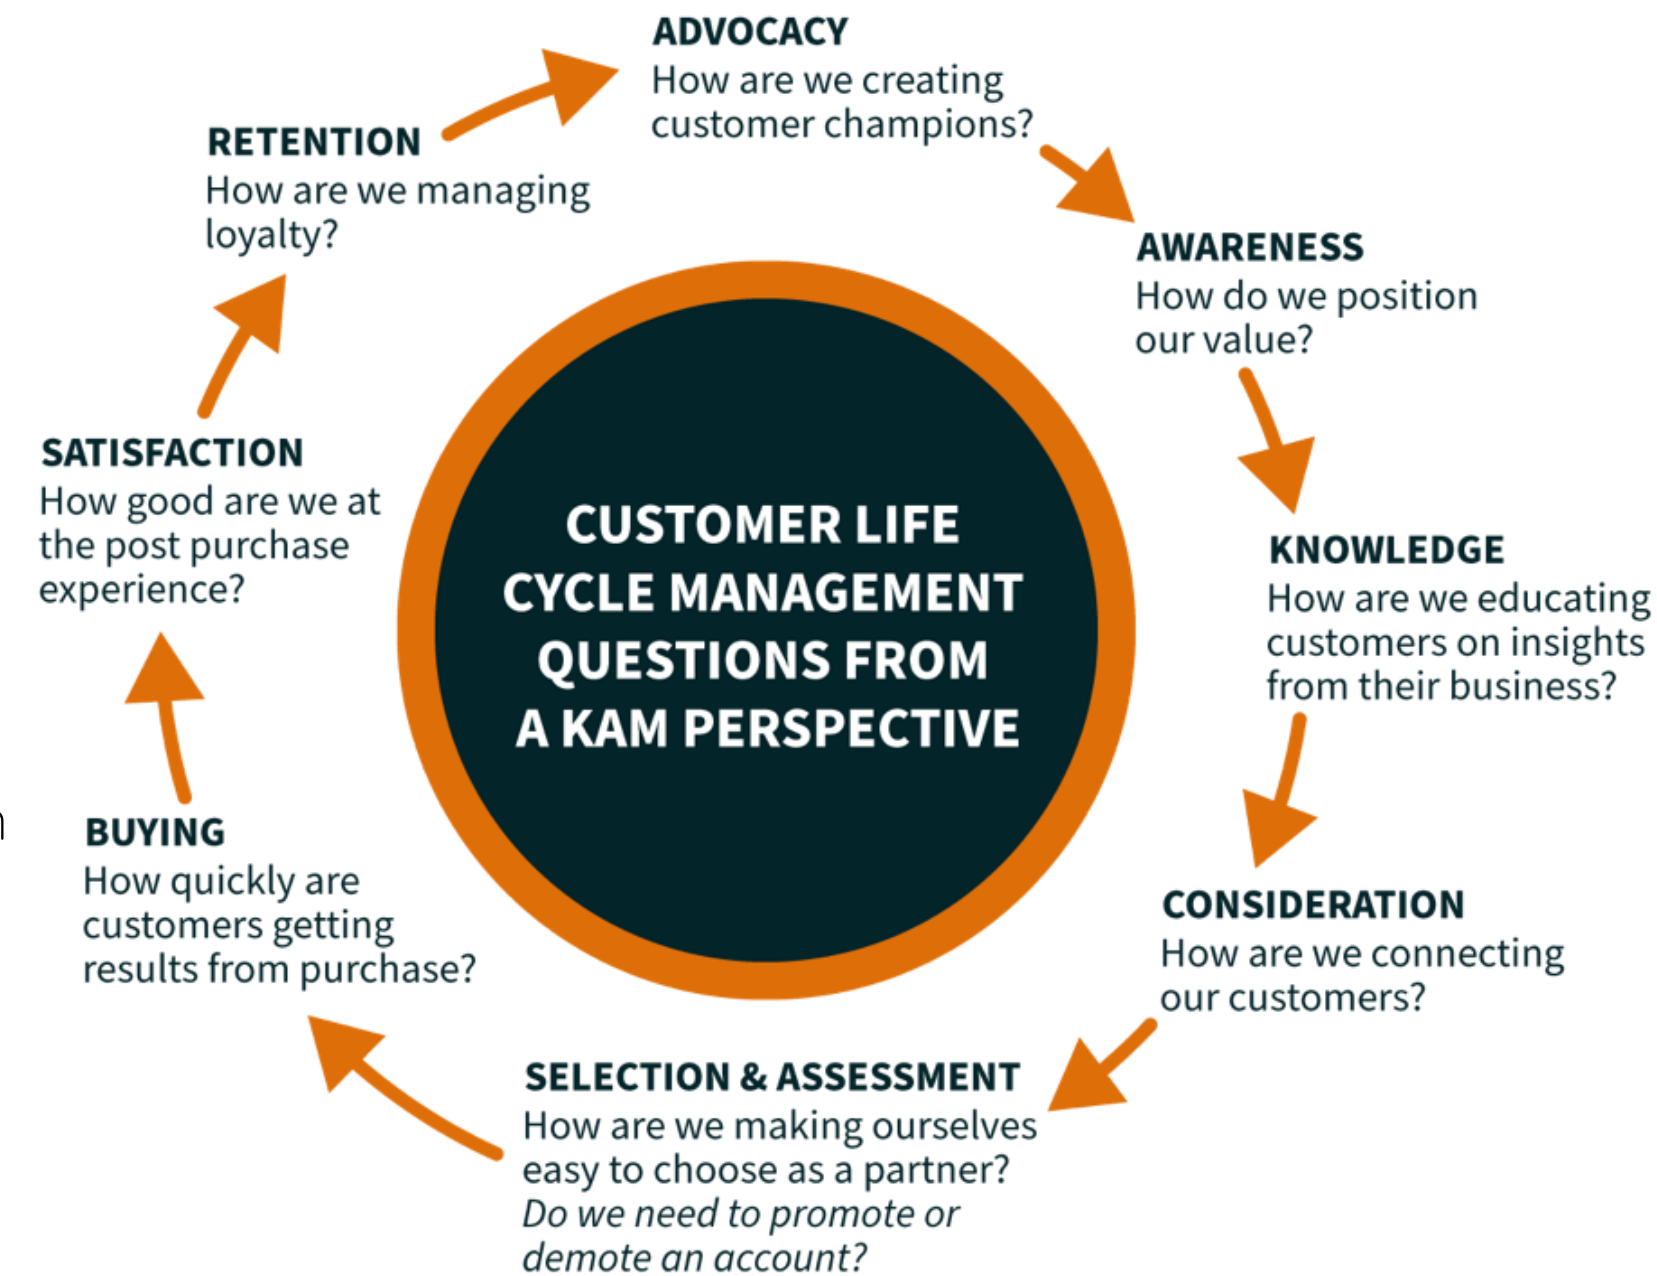 ADVOCACY
How are we creating
customer champions?
AWARENESS
How do we position
our value?
KNOWLEDGE
How are we educating
customers on insights
from their business?
CONSIDERATION
How are we connecting
our customers?
SELECTION & ASSESSMENT
How are we making ourselves
easy to choose as a partner?
Do we need to promote or
demote an account?
BUYING
How quickly are
customers getting
results from purchase?
SATISFACTION
How good are we at
the post purchase
experience?
RETENTION
How are we managing
loyalty?
CUSTOMER LIFE
CYCLE MANAGEMENT
QUESTIONS FROM
A KAM PERSPECTIVE